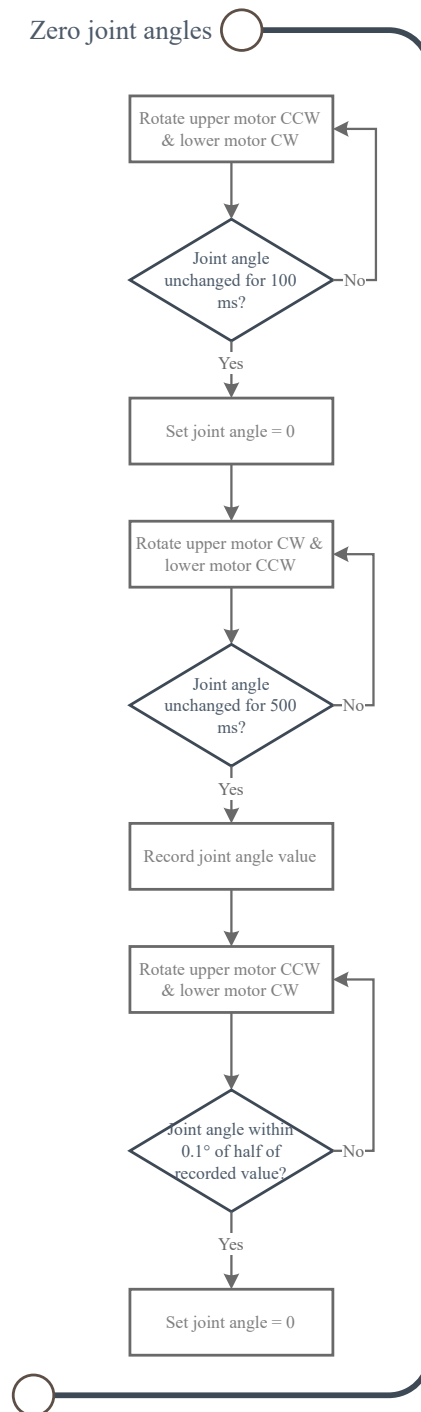 Zero joint angles
Rotate upper motor CCW
& lower motor CW
Joint angle
unchanged for 100
ms?
No
Yes
Set joint angle = 0
Rotate upper motor CW &
lower motor CCW
Joint angle
unchanged for 500
ms?
No
Yes
Record joint angle value
Rotate upper motor CCW
& lower motor CW
Joint angle within
0.1° of half of
recorded value?
No
Yes
Set joint angle = 0